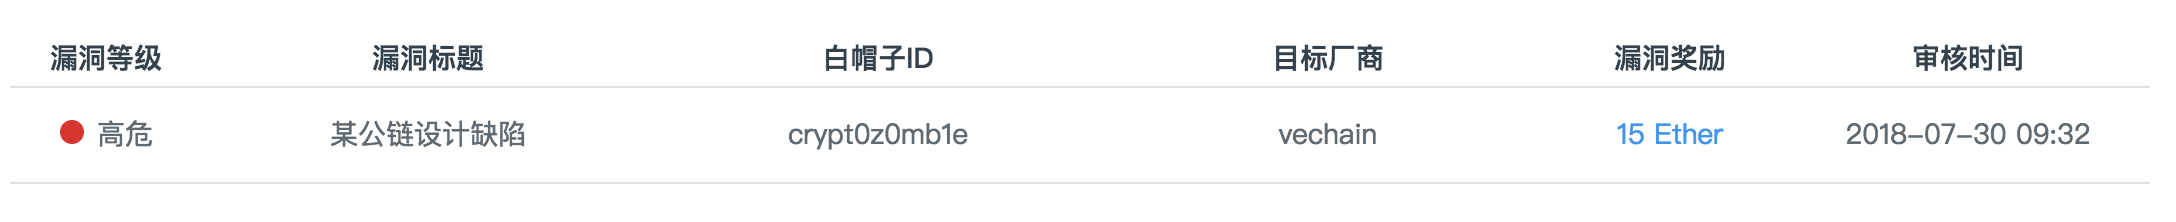 漏洞等级 漏洞标题 白帽子ID 目标厂商 漏洞奖励 审核时间
高危 某公链设计缺陷 crypt0z0mb1e vechain 15 Ether 2018-07-30 09:32